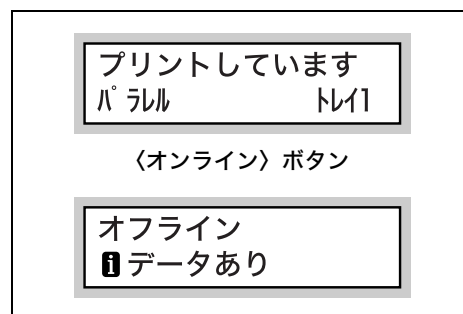 プリントしています
ﾊﾟﾗﾚﾙ ﾄﾚｲ1
〈オンライン〉ボタン
オフライン
i データあり